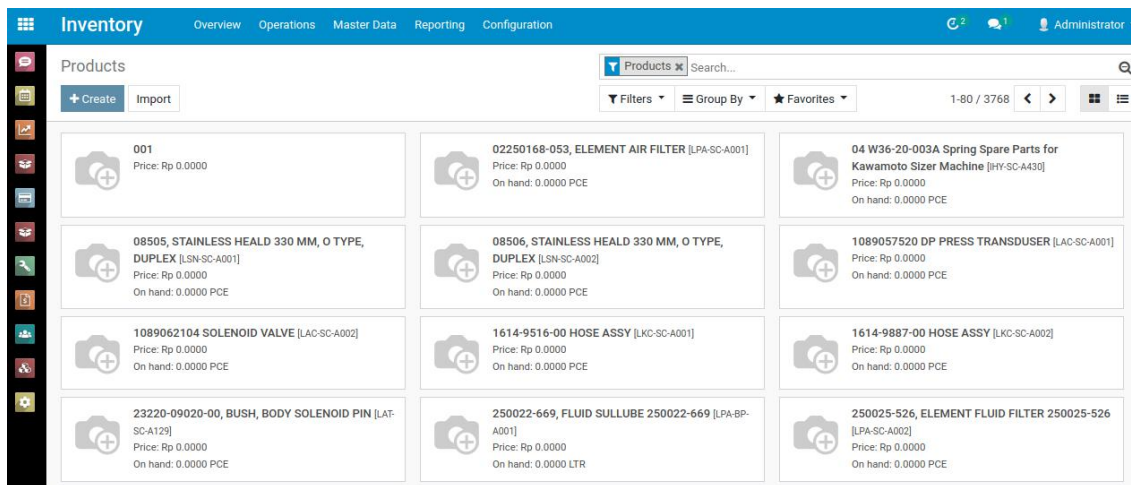 Inventory Overview Operations Master Data Reporting Configuration 2 1 Administrator
Products
Products Search...
Create Import Filters Group By Favorites 1-80 / 3768
001
Price: Rp 0.0000
02250168-053, ELEMENT AIR FILTER [LPA-SC-A001]
Price: Rp 0.0000
On hand: 0.0000 PCE
04 W36-20-003A Spring Spare Parts for
Kawamoto Sizer Machine [IHY-SC-A430]
Price: Rp 0.0000
On hand: 0.0000 PCE
08505, STAINLESS HEALD 330 MM, O TYPE,
DUPLEX [LSN-SC-A001]
Price: Rp 0.0000
On hand: 0.0000 PCE
08506, STAINLESS HEALD 330 MM, O TYPE,
DUPLEX [LSN-SC-A002]
Price: Rp 0.0000
On hand: 0.0000 PCE
1089057520 DP PRESS TRANSDUSER [LAC-SC-A001]
Price: Rp 0.0000
On hand: 0.0000 PCE
1089062104 SOLENOID VALVE [LAC-SC-A002]
Price: Rp 0.0000
On hand: 0.0000 PCE
1614-9516-00 HOSE ASSY [LKC-SC-A001]
Price: Rp 0.0000
On hand: 0.0000 PCE
1614-9887-00 HOSE ASSY [LKC-SC-A002]
Price: Rp 0.0000
On hand: 0.0000 PCE
23220-09020-00, BUSH, BODY SOLENOID PIN [LAT-
SC-A129]
Price: Rp 0.0000
On hand: 0.0000 PCE
250022-669, FLUID SULLUBE 250022-669 [LPA-BP-
A001]
Price: Rp 0.0000
On hand: 0.0000 LTR
250025-526, ELEMENT FLUID FILTER 250025-526
[LPA-SC-A002]
Price: Rp 0.0000
On hand: 0.0000 PCE